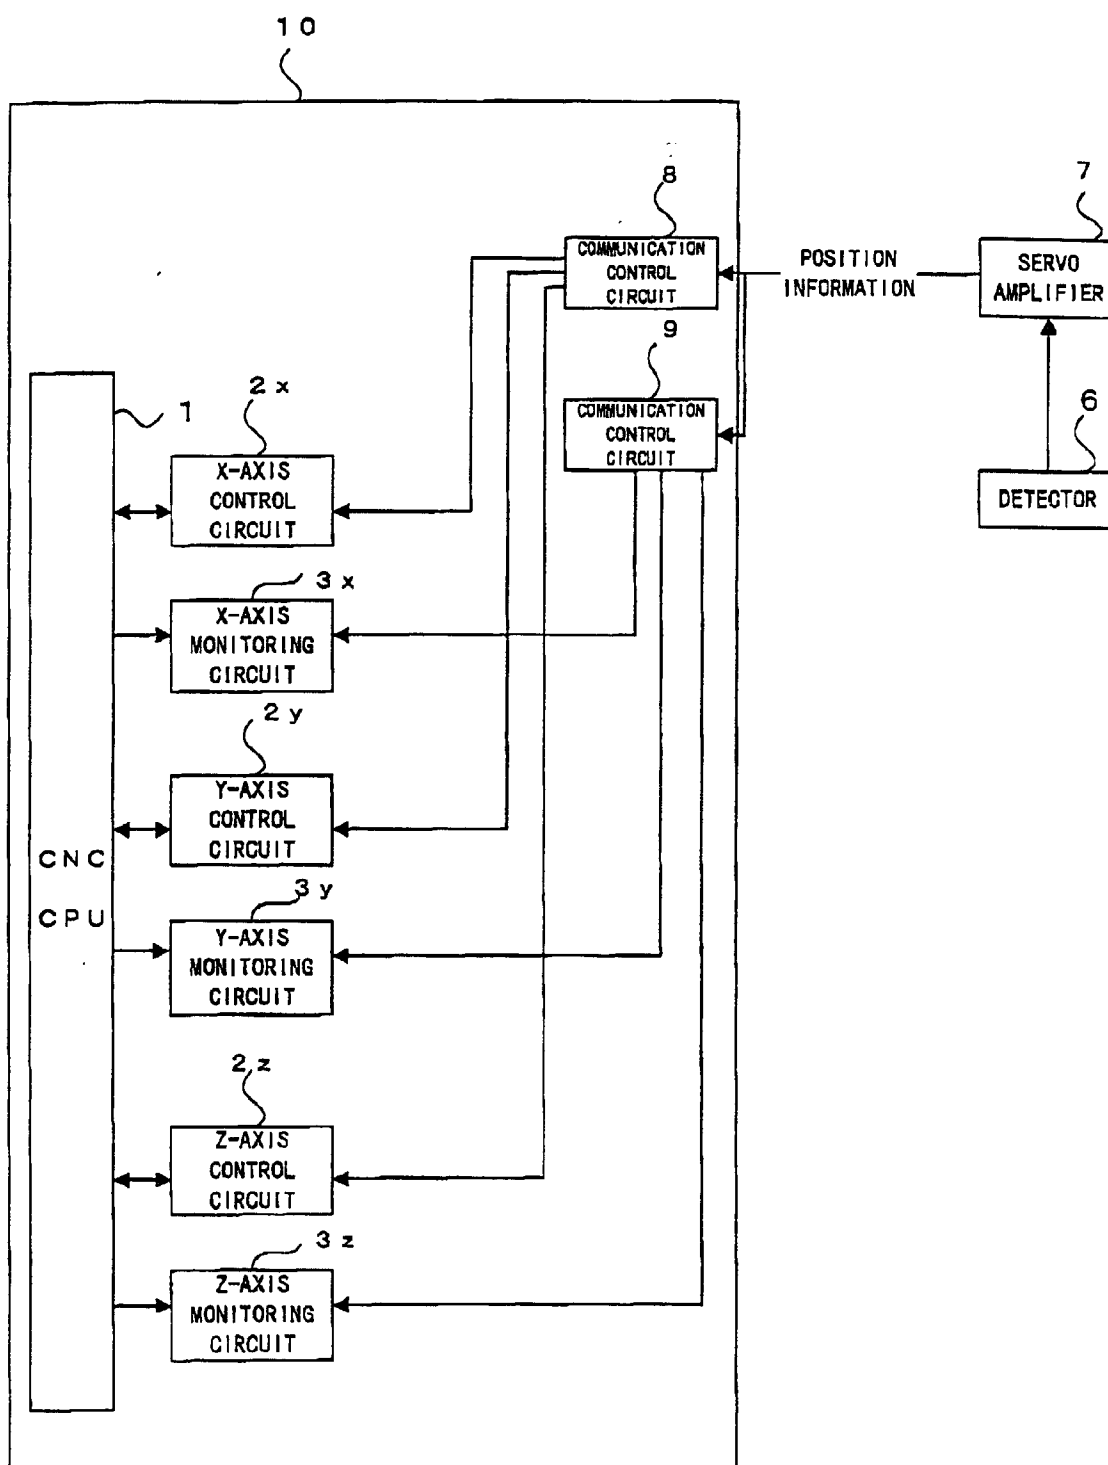 10
8
7
COMMUNICATION
CONTROL
CIRCUIT
POSITION
INFORMATION
SERVO
AMPLIFIER
9
COMMUNICATION
CONTROL
CIRCUIT
6
DETECTOR
1
2x
X-AXIS
CONTROL
CIRCUIT
3x
X-AXIS
MONITORING
CIRCUIT
2y
Y-AXIS
CONTROL
CIRCUIT
CNC
CPU
3y
Y-AXIS
MONITORING
CIRCUIT
2z
Z-AXIS
CONTROL
CIRCUIT
3z
Z-AXIS
MONITORING
CIRCUIT